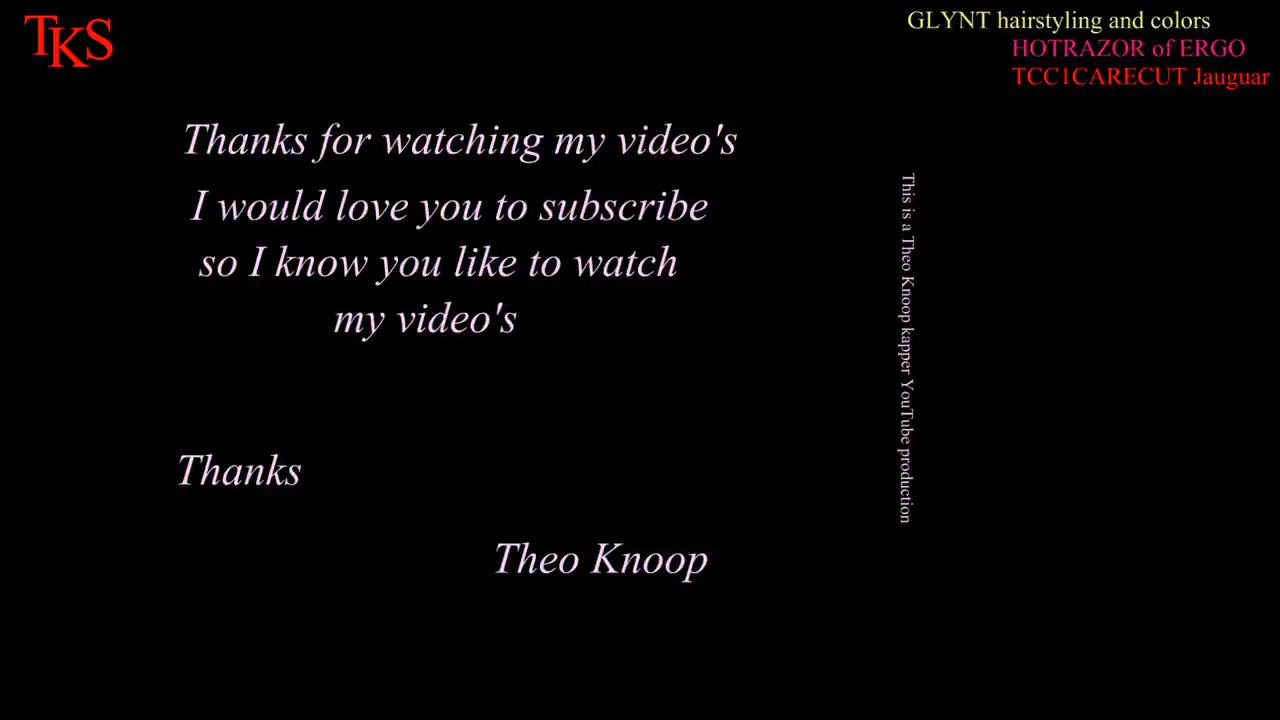 TKS
GLYNT hairstyling and colors
HOTRAZOR of ERGO
TCC1CARECUT Jauguar
Thanks for watching my video's
I would love you to subscribe
so I know you like to watch
my video's
Thanks
Theo Knoop
This is a Theo Knoop kapper YouTube production